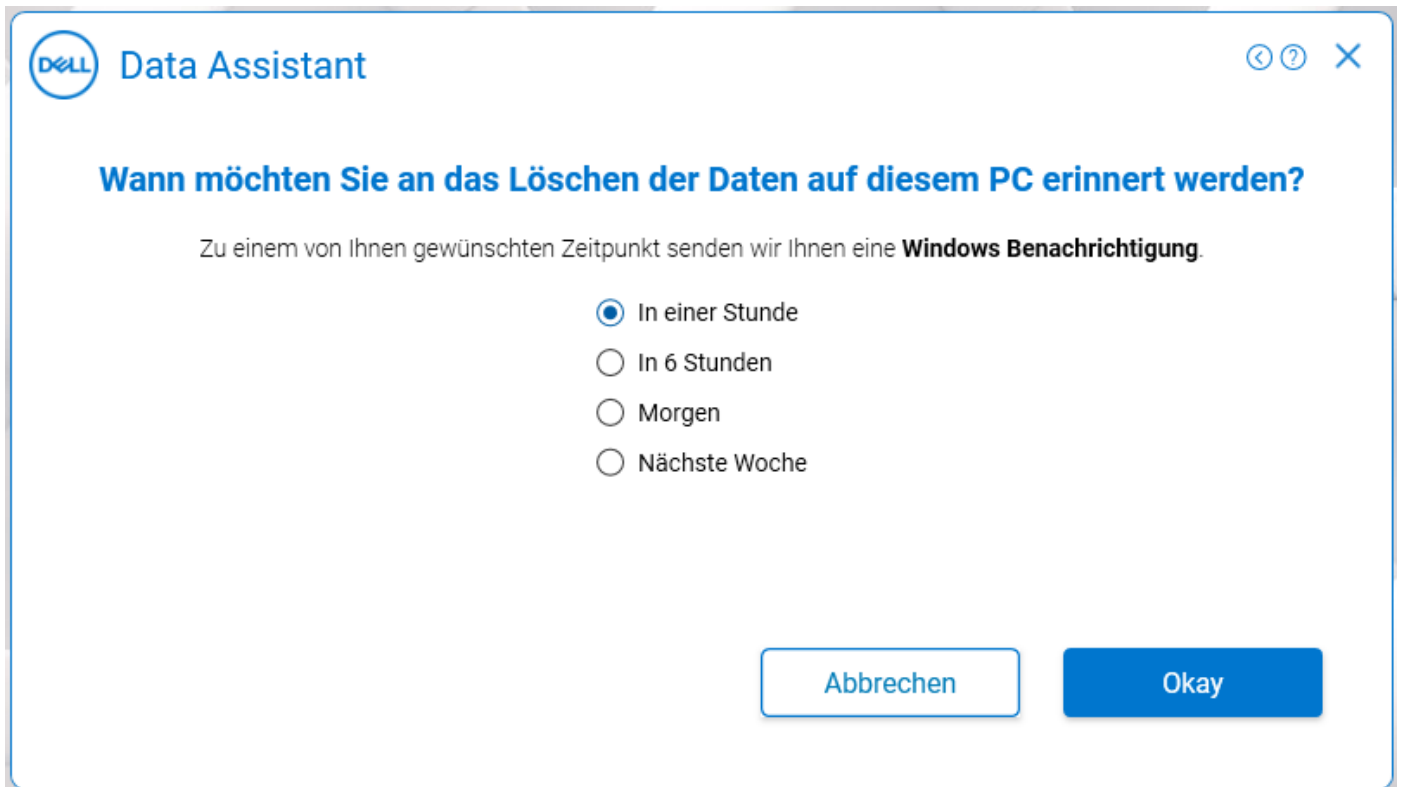 DELL
Data Assistant
Wann möchten Sie an das Löschen der Daten auf diesem PC erinnert werden?
Zu einem von Ihnen gewünschten Zeitpunkt senden wir Ihnen eine Windows Benachrichtigung.
In einer Stunde
In 6 Stunden
Morgen
Nächste Woche
Abbrechen
Okay